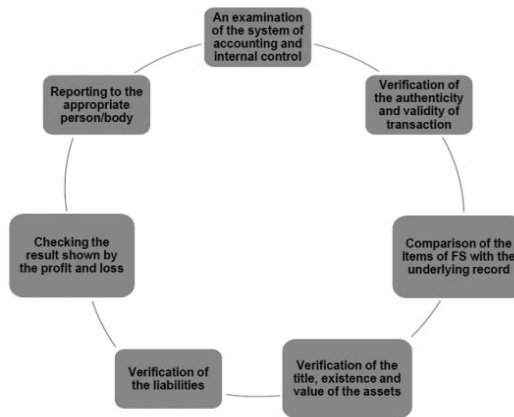 An examination
of the system of
accounting and
internal control
Verification of
the authenticity
and validity of
transaction
Comparison of the
Items of FS with the
underlying record
Verification of the
title, existence and
value of the assets
Verification of
the liabilities
Checking the
result shown by
the profit and loss
Reporting to the
appropriate
person/body